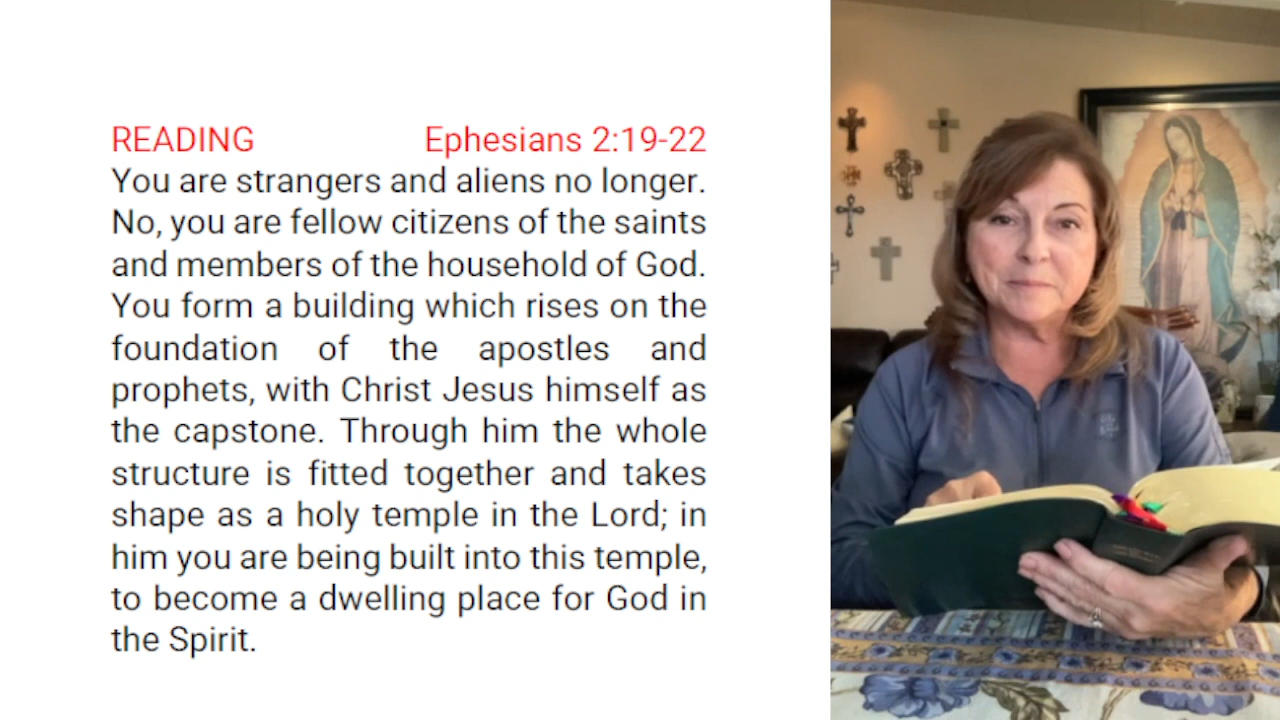 READING Ephesians 2:19-22
You are strangers and aliens no longer.
No, you are fellow citizens of the saints
and members of the household of God.
You form a building which rises on the
foundation of the apostles and
prophets, with Christ Jesus himself as
the capstone. Through him the whole
structure is fitted together and takes
shape as a holy temple in the Lord; in
him you are being built into this temple,
to become a dwelling place for God in
the Spirit.